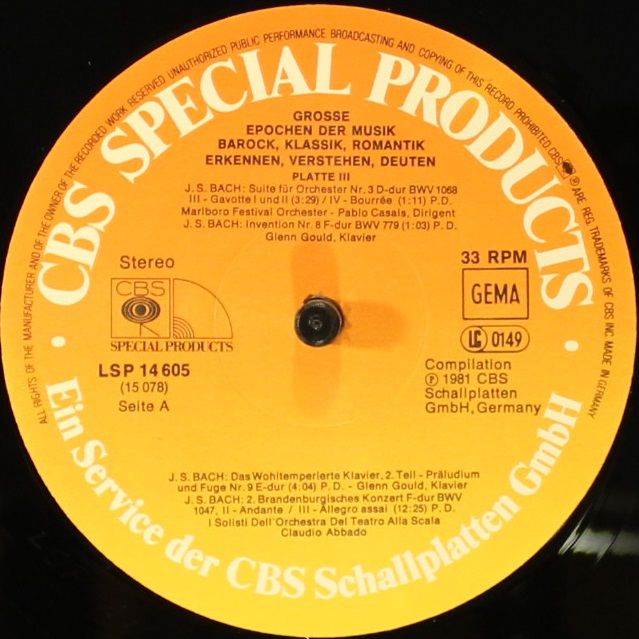 ALL RIGHTS OF THE MANUFACTURER AND OF THE OWNER OF THE RECORDED WORK RESERVED UNAUTHORIZED PUBLIC PERFORMANCE BROADCASTING AND COPYING OF THIS RECORD PROHIBITED. CBS ® ARE REG. TRADEMARKS OF CBS INC. MADE IN GERMANY
CBS SPECIAL PRODUCTS
GROSSE
EPOCHEN DER MUSIK
BAROCK, KLASSIK, ROMANTIK
ERKENNEN, VERSTEHEN, DEUTEN
PLATTE III
J. S. BACH: Suite für Orchester Nr. 3 D-dur BWV 1068
III - Gavotte I und II (3:29) / IV - Bourrée (1:11) P. D.
Marlboro Festival Orchester - Pablo Casals, Dirigent
J. S. BACH: Invention Nr. 8 F-dur BWV 779 (1:03) P. D.
Glenn Gould, Klavier
Stereo
CBS
SPECIAL PRODUCTS
LSP 14 605
(15 078)
Seite A
33 RPM
GEMA
LC 0149
Compilation
℗ 1981 CBS
Schallplatten
GmbH, Germany
J. S. BACH: Das Wohltemperierte Klavier, 2. Teil - Präludium
und Fuge Nr. 9 E-dur (4:04) P. D. - Glenn Gould, Klavier
J. S. BACH: 2. Brandenburgisches Konzert F-dur BWV
1047, II - Andante / III - Allegro assai (12:25) P. D.
I Solisti Dell'Orchestra Del Teatro Alla Scala
Claudio Abbado
Ein Service der CBS Schallplatten GmbH